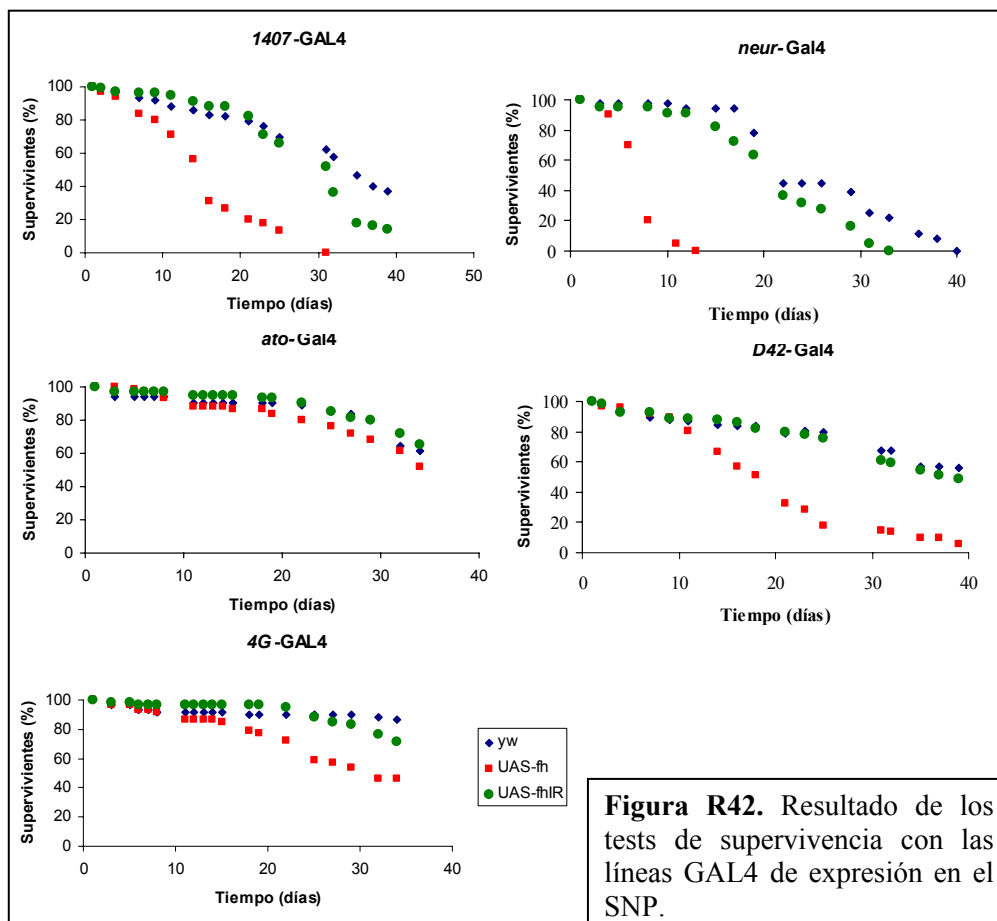 1407-GAL4
Supervivientes (%)
100
80
60
40
20
0
0 10 20 30 40 50
Tiempo (días)
neur-Gal4
Supervivientes (%)
100
80
60
40
20
0
0 10 20 30 40
Tiempo (días)
ato-Gal4
Supervivientes (%)
100
80
60
40
20
0
0 10 20 30 40
Tiempo (días)
D42-Gal4
Supervivientes (%)
100
80
60
40
20
0
0 10 20 30 40
Tiempo (días)
4G-GAL4
Supervivientes (%)
100
80
60
40
20
0
0 20 40
Tiempo (días)
yw
UAS-fh
UAS-fhIR
Figura R42. Resultado de los
tests de supervivencia con las
líneas GAL4 de expresión en el
SNP.